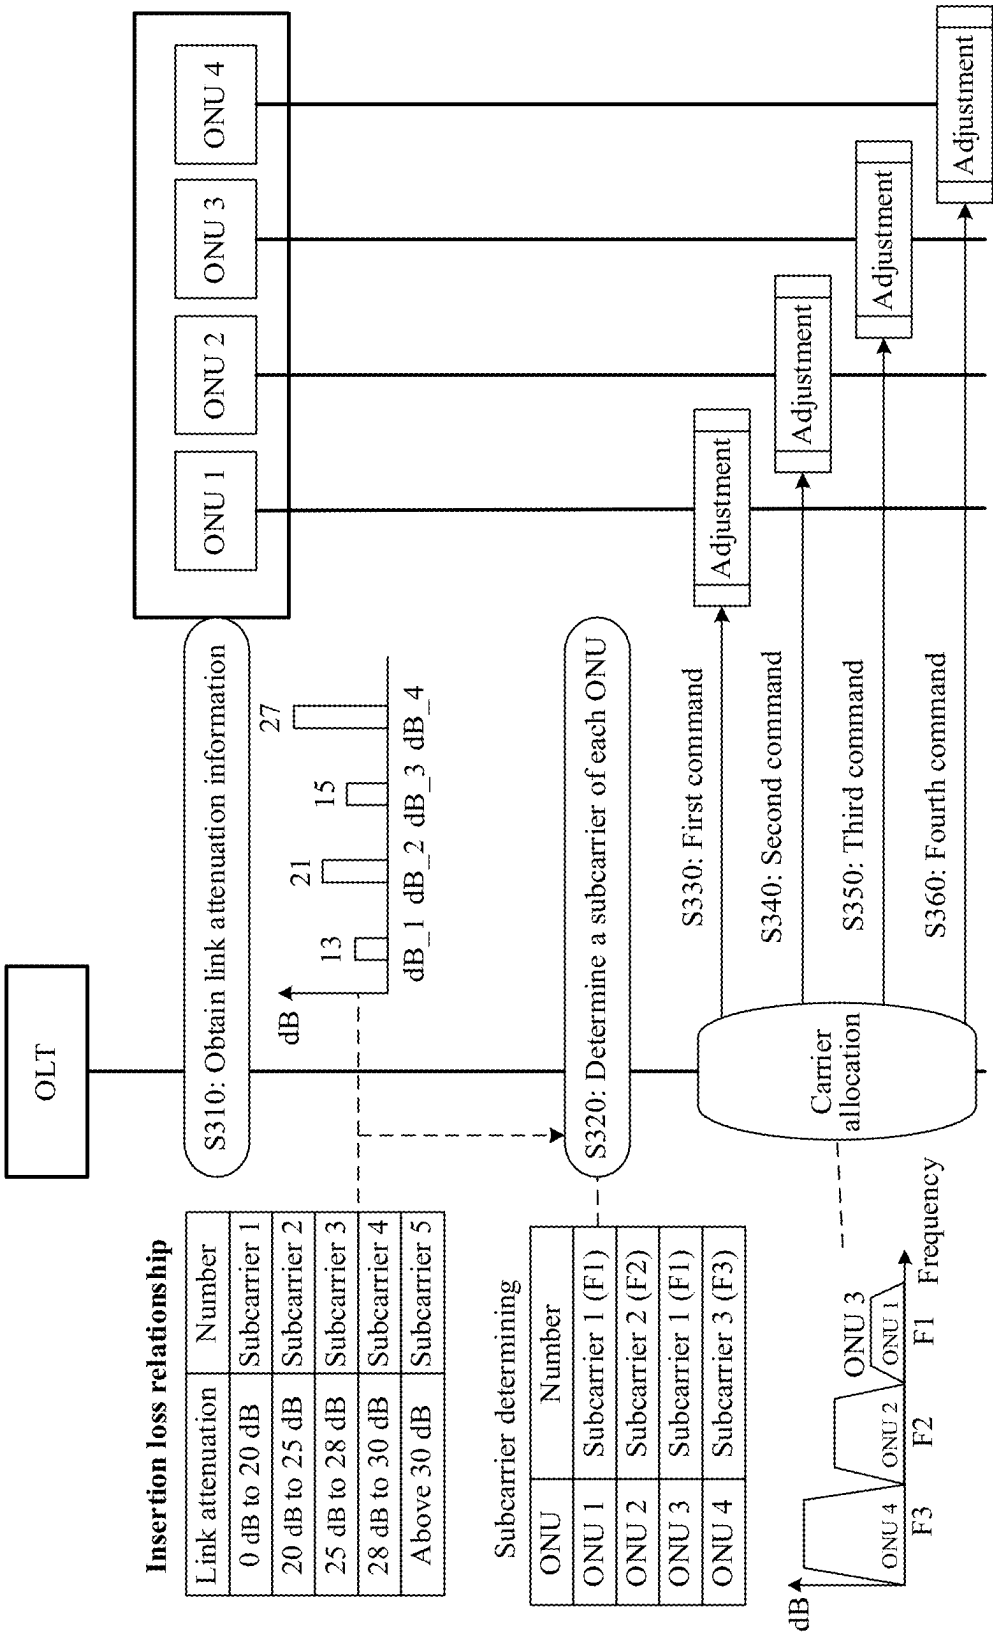 OLT
ONU 1
ONU 2
ONU 3
ONU 4
Insertion loss relationship
Link attenuation
Number
0 dB to 20 dB
Subcarrier 1
20 dB to 25 dB
Subcarrier 2
25 dB to 28 dB
Subcarrier 3
28 dB to 30 dB
Subcarrier 4
Above 30 dB
Subcarrier 5
S310: Obtain link attenuation information
dB
13
21
15
27
dB_1
dB_2
dB_3
dB_4
Subcarrier determining
ONU
Number
ONU 1
Subcarrier 1 (F1)
ONU 2
Subcarrier 2 (F2)
ONU 3
Subcarrier 1 (F1)
ONU 4
Subcarrier 3 (F3)
S320: Determine a subcarrier of each ONU
S330: First command
Adjustment
S340: Second command
Adjustment
S350: Third command
Adjustment
S360: Fourth command
Adjustment
Carrier
allocation
dB
ONU 3
ONU 4
ONU 2
ONU 1
F3
F2
F1
Frequency